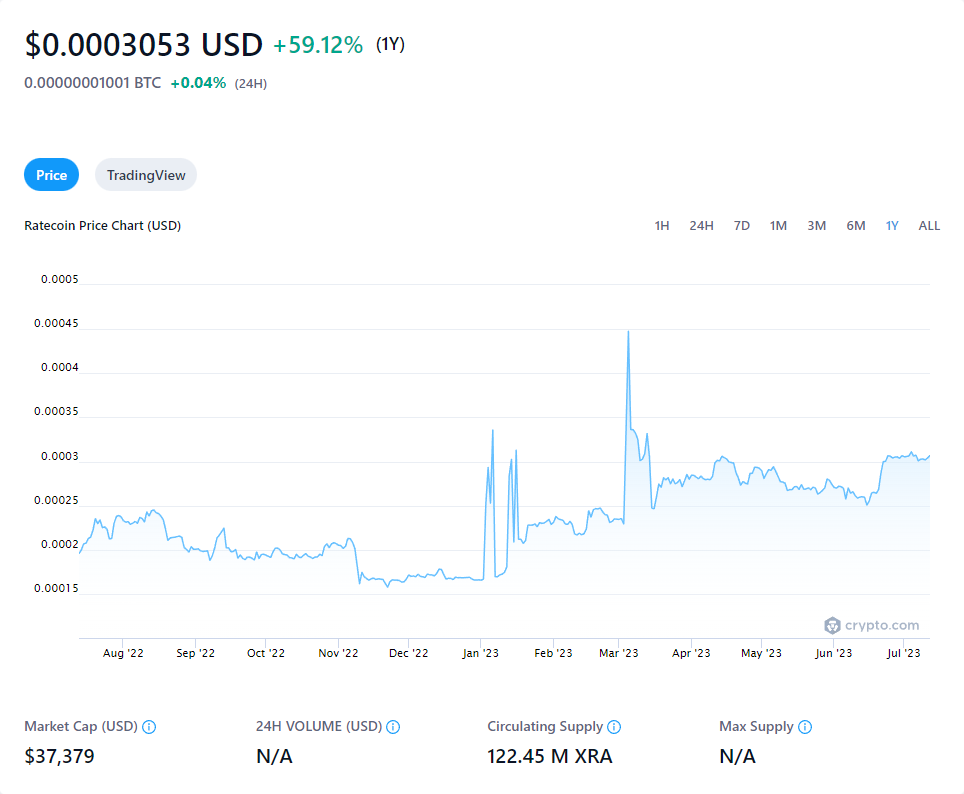 $0.0003053 USD +59.12% (1Y)
0.00000001001 BTC +0.04% (24H)
Price TradingView
Ratecoin Price Chart (USD) 1H 24H 7D 1M 3M 6M 1Y ALL
0.0005
0.00045
0.0004
0.00035
0.0003
0.00025
0.0002
0.00015
crypto.com
Aug '22 Sep '22 Oct '22 Nov '22 Dec '22 Jan '23 Feb '23 Mar '23 Apr '23 May '23 Jun '23 Jul '23
Market Cap (USD) 24H VOLUME (USD) Circulating Supply Max Supply
$37,379 N/A 122.45 M XRA N/A